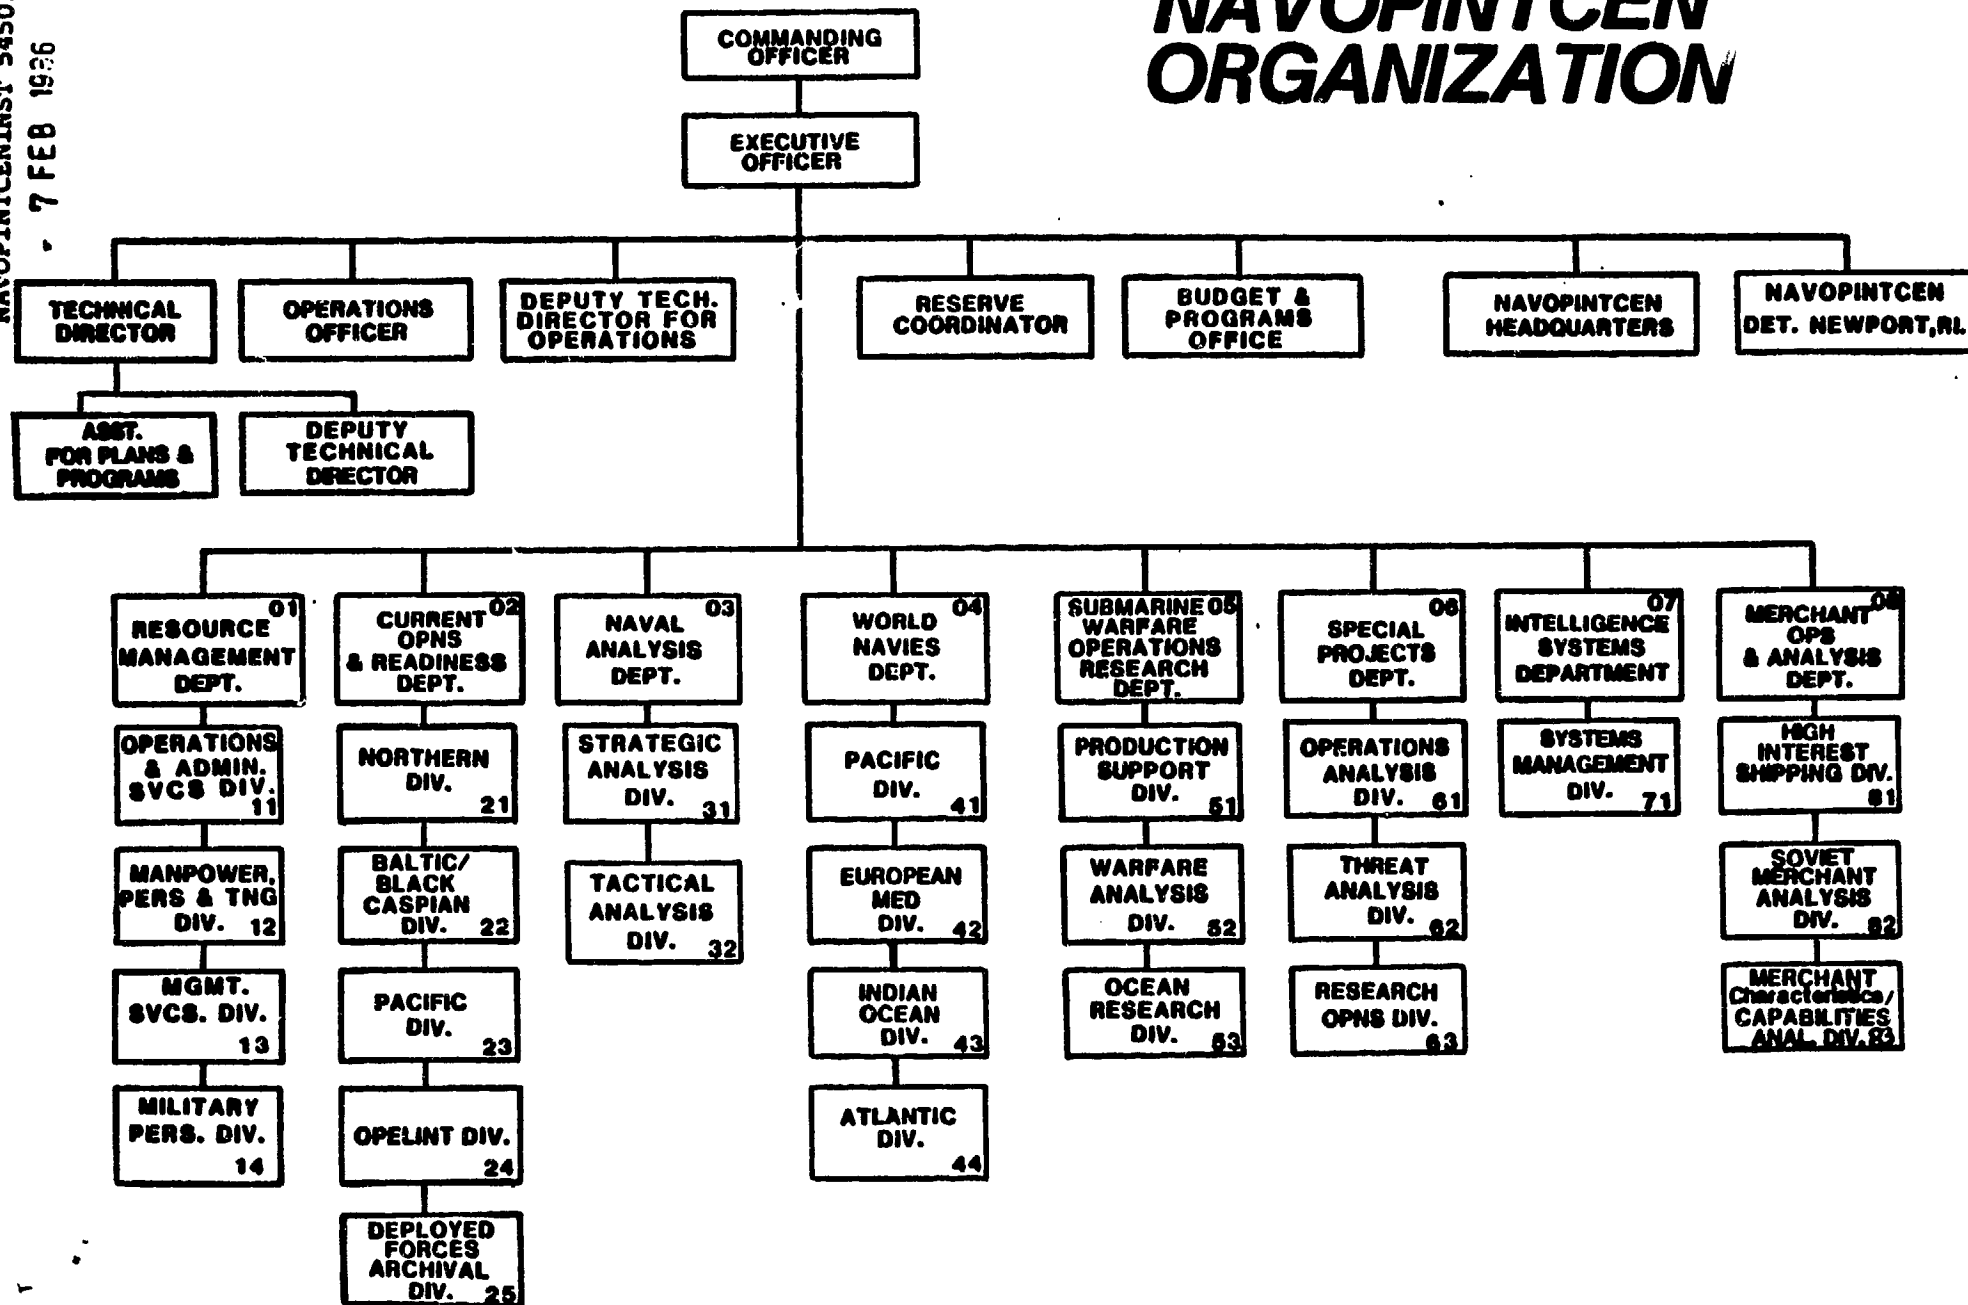 NAVOPINTCEN
ORGANIZATION
7 FEB 1986
COMMANDING
OFFICER
EXECUTIVE
OFFICER
TECHNICAL
DIRECTOR
OPERATIONS
OFFICER
DEPUTY TECH.
DIRECTOR FOR
OPERATIONS
RESERVE
COORDINATOR
BUDGET &
PROGRAMS
OFFICE
NAVOPINTCEN
HEADQUARTERS
NAVOPINTCEN
DET. NEWPORT,RI.
ASST.
FOR PLANS &
PROGRAMS
DEPUTY
TECHNICAL
DIRECTOR
01
RESOURCE
MANAGEMENT
DEPT.
OPERATIONS
& ADMIN.
SVCS DIV.
11
MANPOWER,
PERS & TNG
DIV. 12
MGMT.
SVCS. DIV.
13
MILITARY
PERS. DIV.
14
CURRENT 02
OPNS
& READINESS
DEPT.
NORTHERN
DIV.
21
BALTIC/
BLACK
CASPIAN
DIV. 22
PACIFIC
DIV.
23
OPELINT DIV.
24
DEPLOYED
FORCES
ARCHIVAL
DIV. 25
03
NAVAL
ANALYSIS
DEPT.
STRATEGIC
ANALYSIS
DIV.
31
TACTICAL
ANALYSIS
DIV.
32
04
WORLD
NAVIES
DEPT.
PACIFIC
DIV.
41
EUROPEAN
MED
DIV. 42
INDIAN
OCEAN
DIV. 43
ATLANTIC
DIV.
44
SUBMARINE 05
WARFARE
OPERATIONS
RESEARCH
DEPT.
PRODUCTION
SUPPORT
DIV. 51
WARFARE
ANALYSIS
DIV. 52
OCEAN
RESEARCH
DIV. 53
06
SPECIAL
PROJECTS
DEPT.
OPERATIONS
ANALYSIS
DIV. 61
THREAT
ANALYSIS
DIV. 62
RESEARCH
OPNS DIV.
63
07
INTELLIGENCE
SYSTEMS
DEPARTMENT
SYSTEMS
MANAGEMENT
DIV. 71
MERCHANT 08
OPS
& ANALYSIS
DEPT.
HIGH
INTEREST
SHIPPING DIV.
81
SOVIET
MERCHANT
ANALYSIS
DIV. 82
MERCHANT
Characteristics/
CAPABILITIES
ANAL. DIV. 83